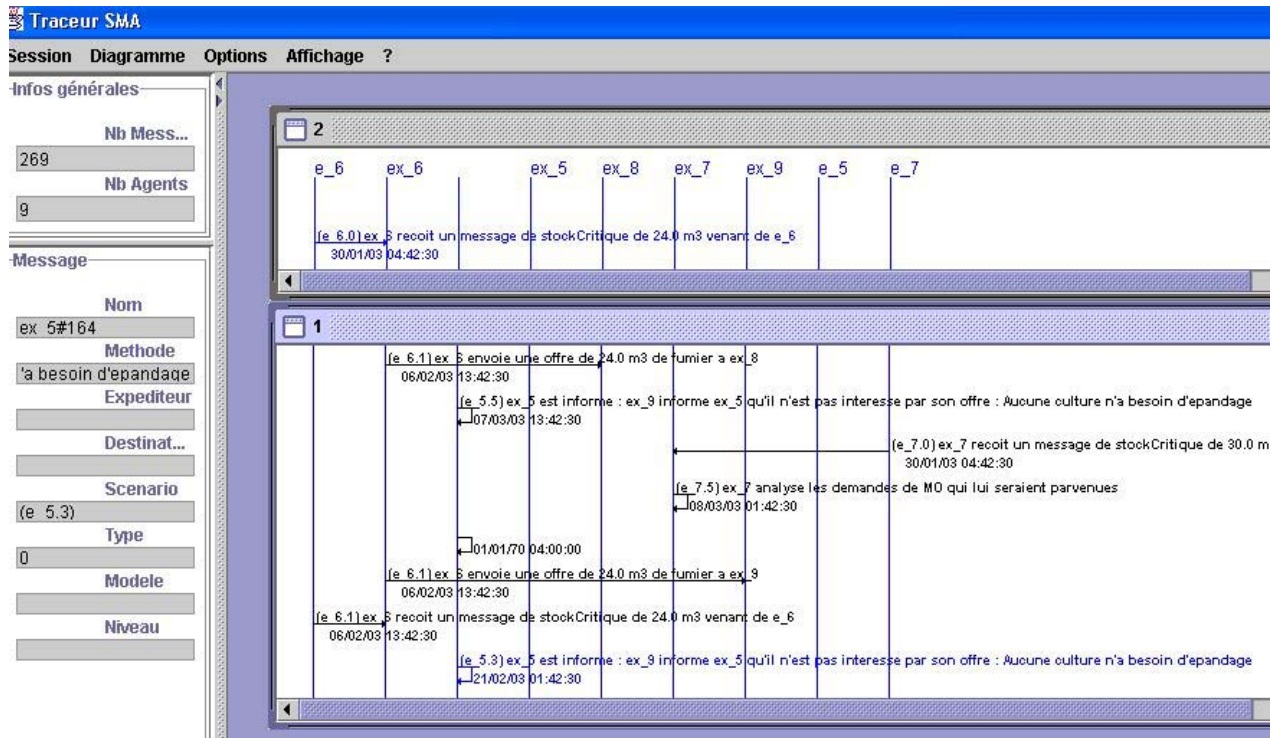 Traceur SMA
Session Diagramme Options Affichage ?
Infos générales
Nb Mess...
269
Nb Agents
9
Message
Nom
ex 5#164
Methode
'a besoin d'epandage
Expediteur
Destinat...
Scenario
(e 5.3)
Type
0
Modele
Niveau
2
e_6 ex_6 ex_5 ex_8 ex_7 ex_9 e_5 e_7
(e_6.0) ex_6 recoit un message de stockCritique de 24.0 m3 venant de e_6
30/01/03 04:42:30
1
(e_6.1) ex_6 envoie une offre de 24.0 m3 de fumier a ex_8
06/02/03 13:42:30
(e_5.5) ex_5 est informe : ex_9 informe ex_5 qu'il n'est pas interesse par son offre : Aucune culture n'a besoin d'epandage
07/03/03 13:42:30
(e_7.0) ex_7 recoit un message de stockCritique de 30.0 m
30/01/03 04:42:30
(e_7.5) ex_7 analyse les demandes de MO qui lui seraient parvenues
08/03/03 01:42:30
01/01/70 04:00:00
(e_6.1) ex_6 envoie une offre de 24.0 m3 de fumier a ex_9
06/02/03 13:42:30
(e_6.1) ex_6 recoit un message de stockCritique de 24.0 m3 venant de e_6
06/02/03 13:42:30
(e_5.3) ex_5 est informe : ex_9 informe ex_5 qu'il n'est pas interesse par son offre : Aucune culture n'a besoin d'epandage
21/02/03 01:42:30